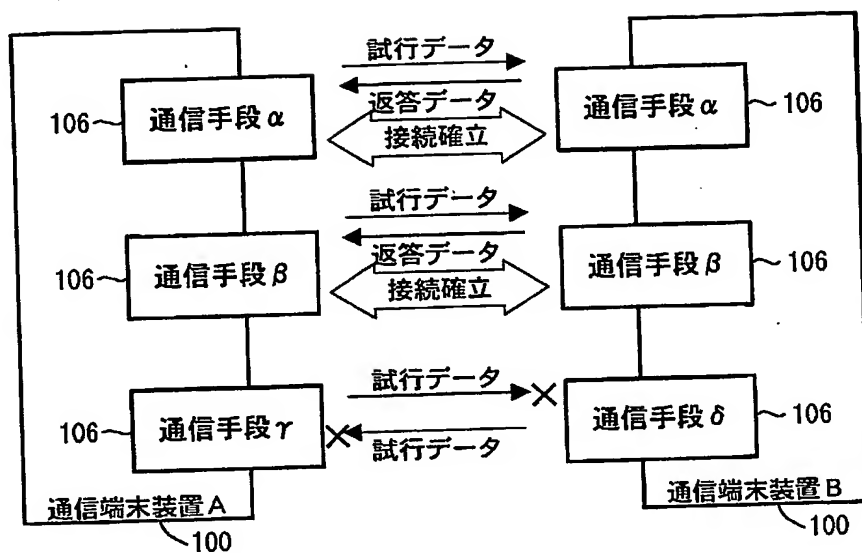 試行データ
106 通信手段α 返答データ 通信手段α 106
接続確立
試行データ
106 通信手段β 返答データ 通信手段β 106
接続確立
試行データ
106 通信手段γ 通信手段δ 106
試行データ
通信端末装置A 通信端末装置B
100 100